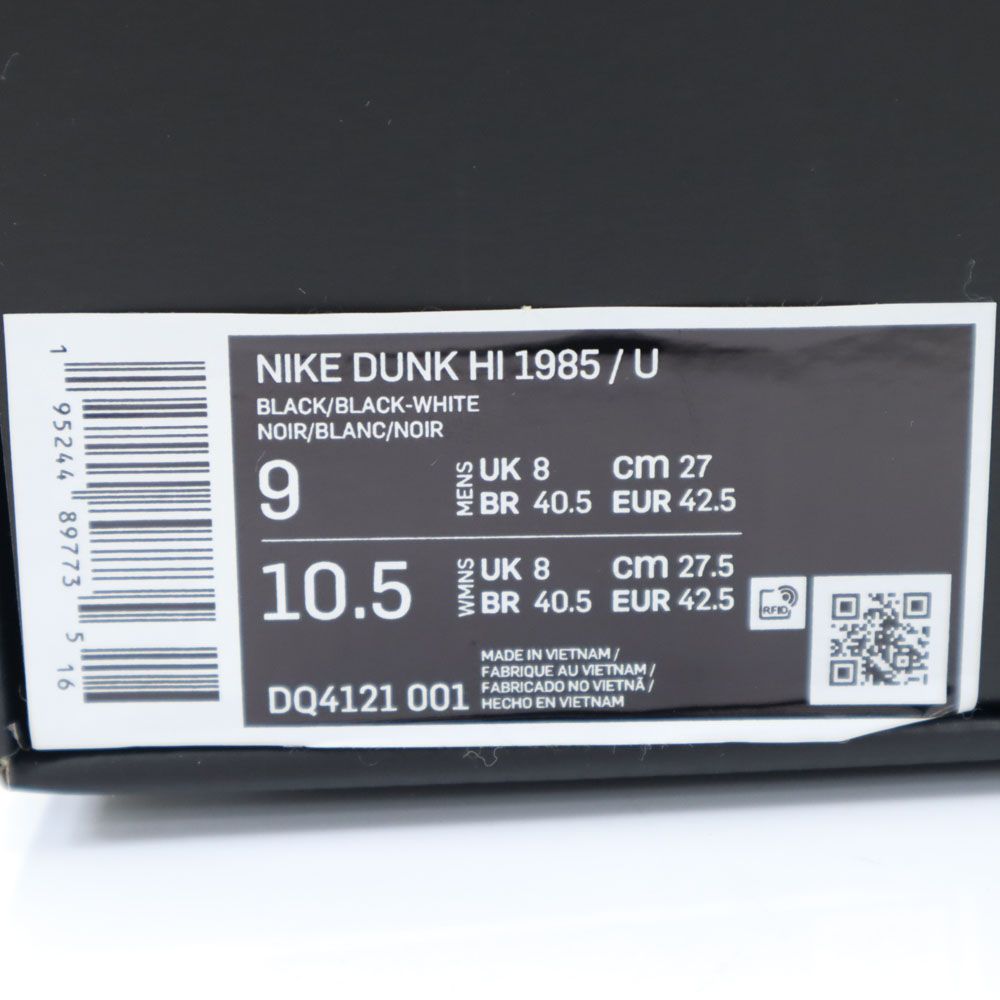 1 95244 89773 5 16
NIKE DUNK HI 1985 / U
BLACK/BLACK-WHITE
NOIR/BLANC/NOIR
9
MENS
UK 8 cm 27
BR 40.5 EUR 42.5
10.5
WMNS
UK 8 cm 27.5
BR 40.5 EUR 42.5
RFID
MADE IN VIETNAM /
FABRIQUE AU VIETNAM /
FABRICADO NO VIETNÃ /
HECHO EN VIETNAM
DQ4121 001